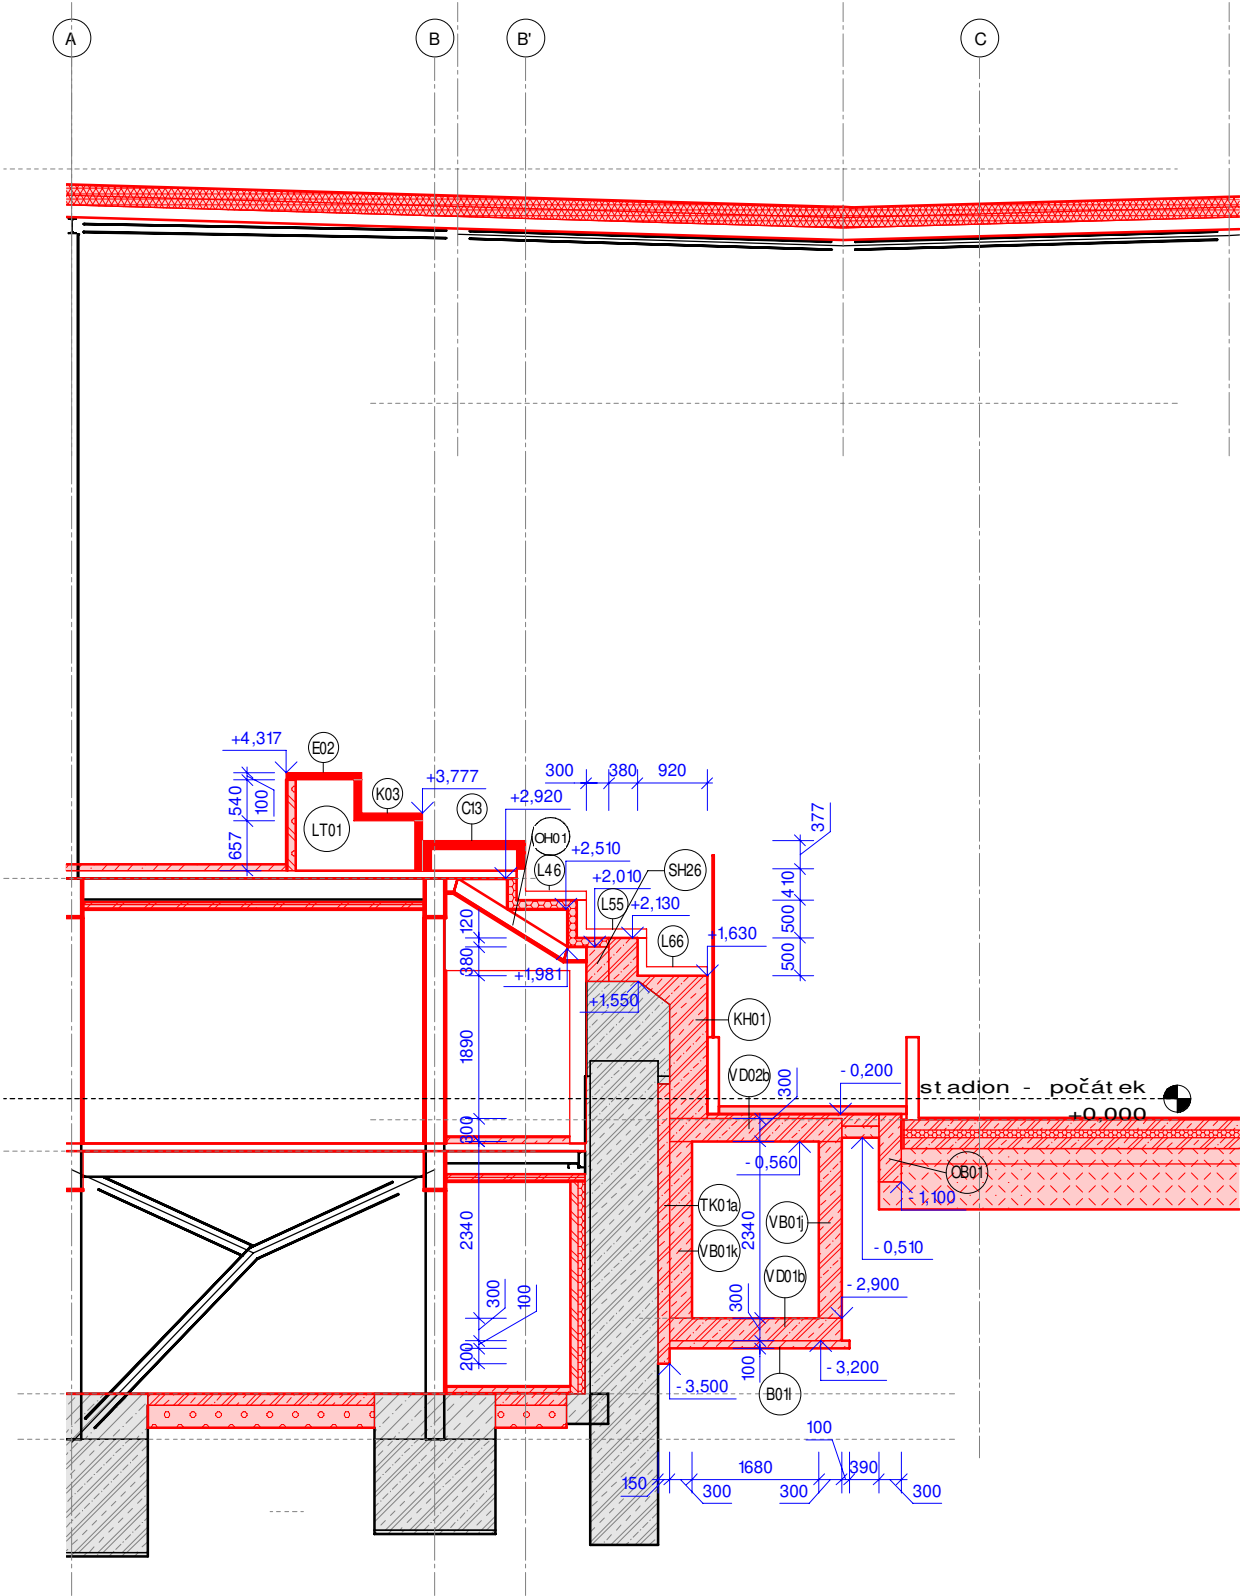 A
B
B'
C
+4,317
E02
+3,777
300
380
920
K03
C13
+2,920
540
100
377
LT01
OH01
657
+2,510
L46
SH26
410
+2,010
L55
+2,130
120
500
+1,630
L66
380
500
+1,981
+1,550
KH01
1890
VD02b
300
- 0,200
stadion - počátek
+0,000
300
- 0,560
OB01
- 1,100
TK01a
2340
VB01j
2340
VB01k
- 0,510
VD01b
300
100
300
- 2,900
200
100
- 3,200
- 3,500
B01l
100
1680
390
150
300
300
300